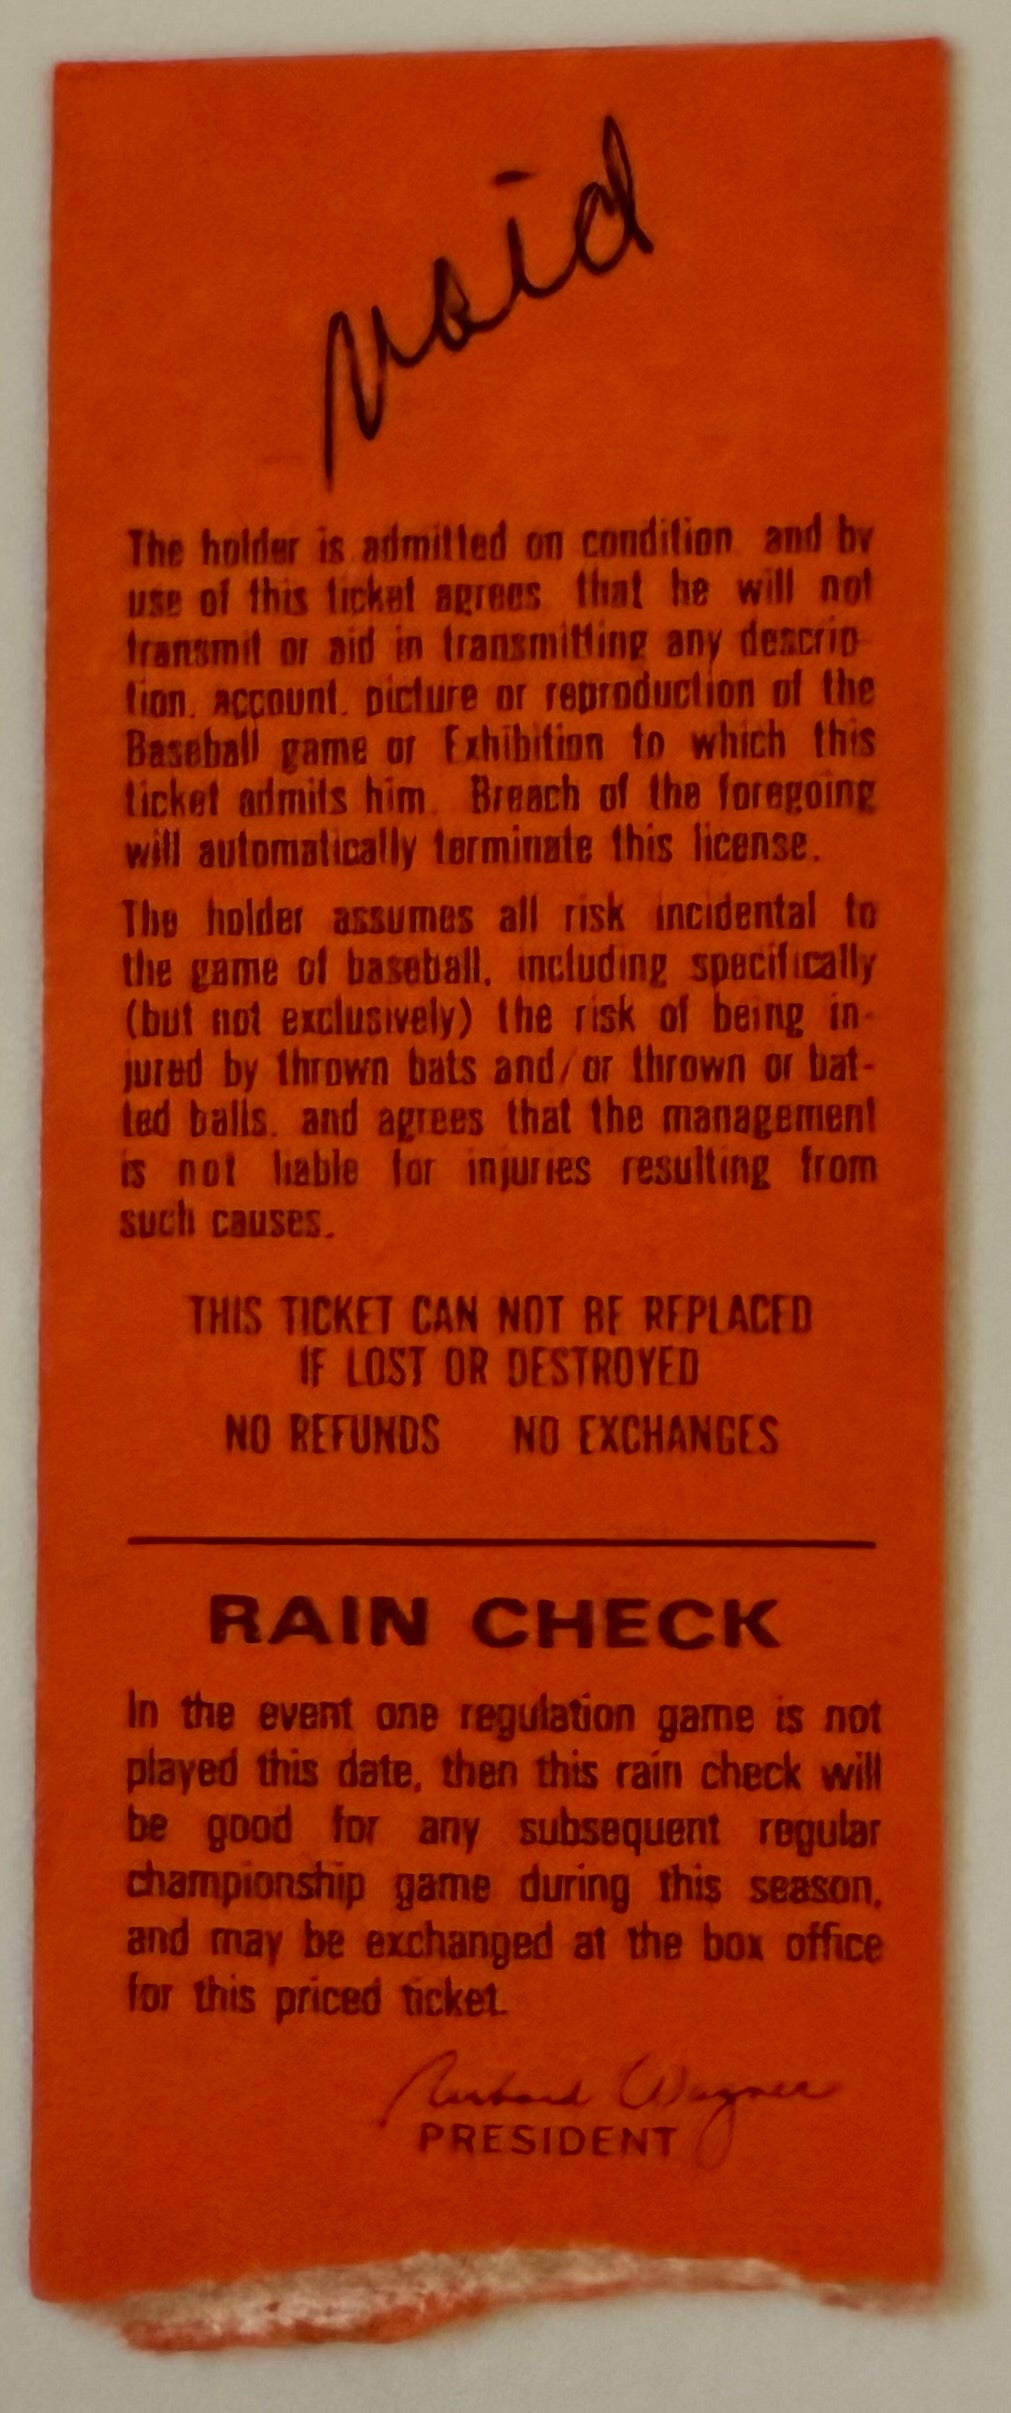 void
The holder is admitted on condition and by
use of this ticket agrees that he will not
transmit or aid in transmitting any descrip-
tion, account, picture or reproduction of the
Baseball game or Exhibition to which this
ticket admits him. Breach of the foregoing
will automatically terminate this license.
The holder assumes all risk incidental to
the game of baseball, including specifically
(but not exclusively) the risk of being in-
jured by thrown bats and/or thrown or bat-
ted balls, and agrees that the management
is not liable for injuries resulting from
such causes.
THIS TICKET CAN NOT BE REPLACED
IF LOST OR DESTROYED
NO REFUNDS NO EXCHANGES
RAIN CHECK
In the event one regulation game is not
played this date, then this rain check will
be good for any subsequent regular
championship game during this season,
and may be exchanged at the box office
for this priced ticket.
Richard Wagner
PRESIDENT